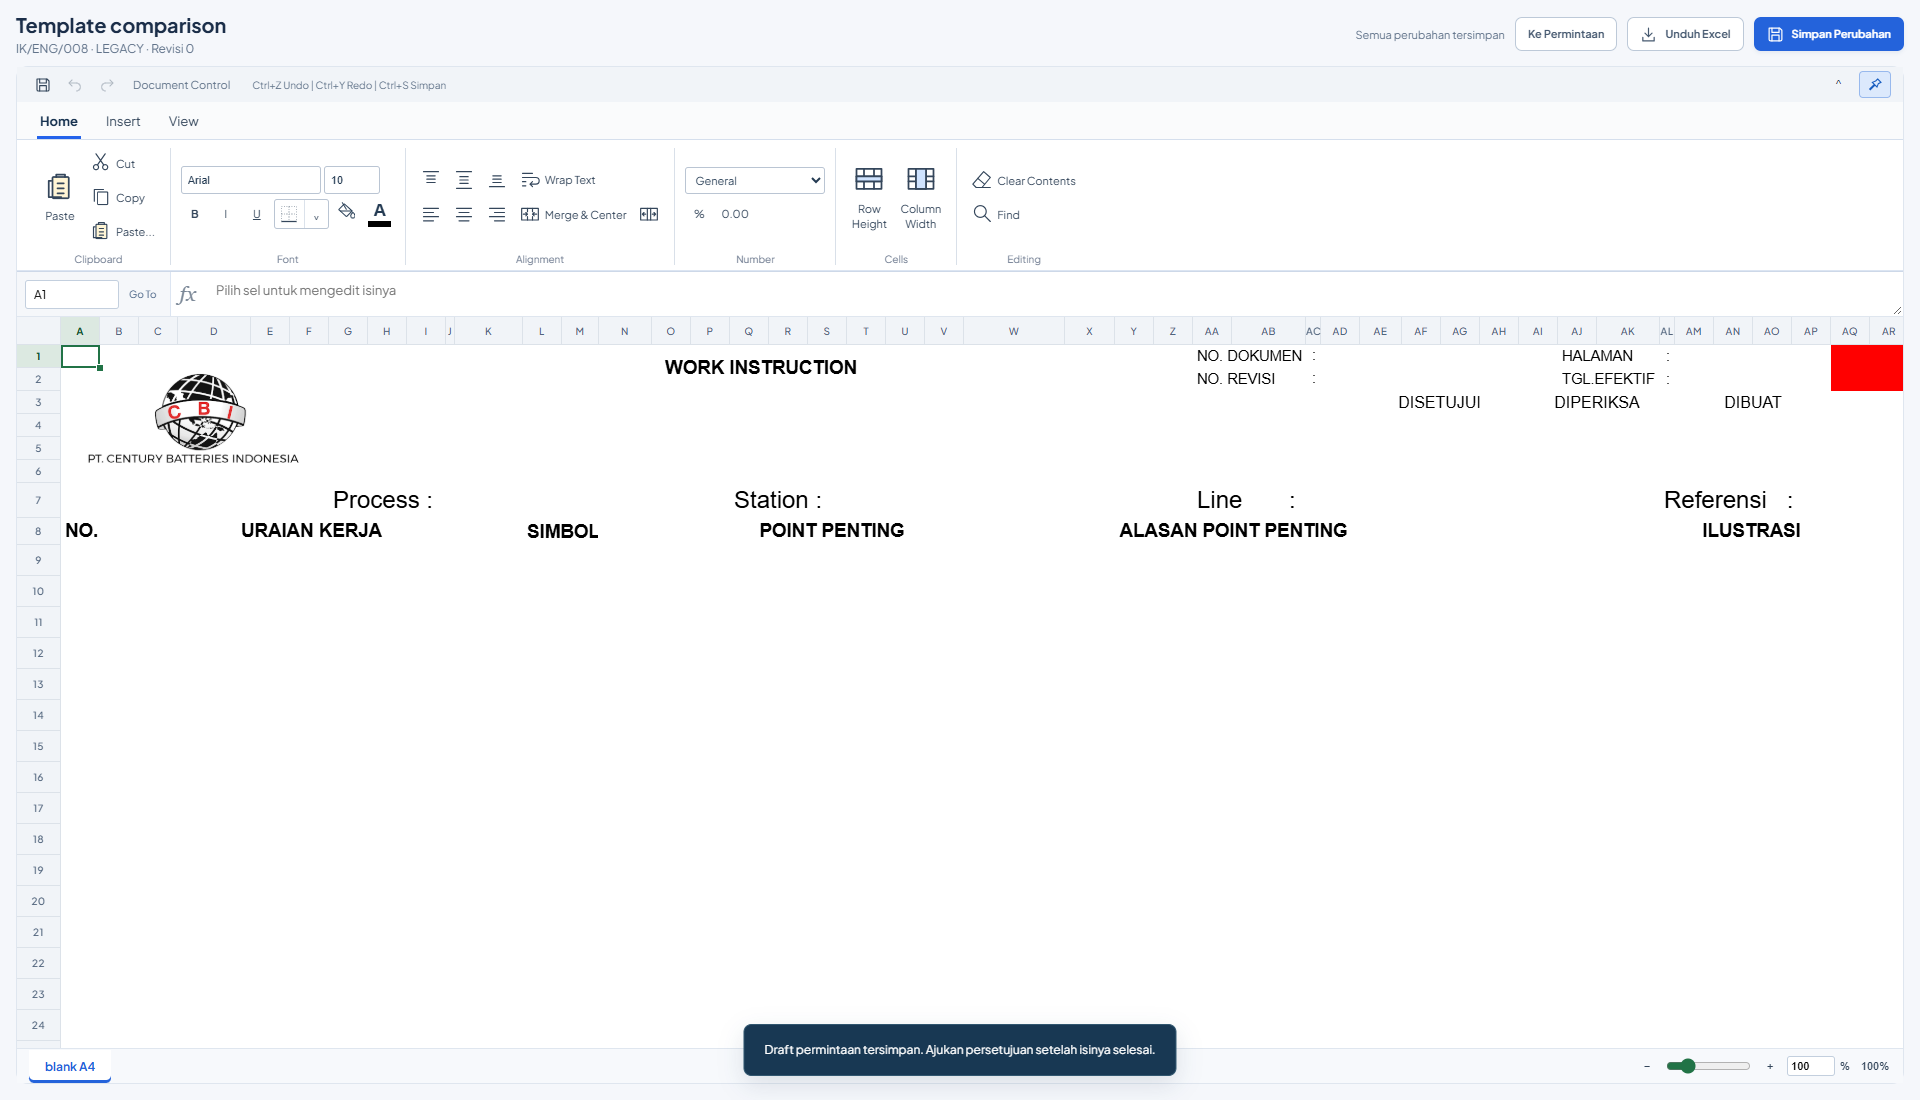 Template comparison
IK/ENG/008 · LEGACY · Revisi 0
Semua perubahan tersimpan
Ke Permintaan
Unduh Excel
Simpan Perubahan
Document Control
Ctrl+Z Undo | Ctrl+Y Redo | Ctrl+S Simpan
Home Insert View
Paste
Cut
Copy
Paste...
Clipboard
Arial 10
B I U A
Font
Wrap Text
Merge & Center
Alignment
General
% 0.00
Number
Row Height
Column Width
Cells
Clear Contents
Find
Editing
A1 Go To fx Pilih sel untuk mengedit isinya
A B C D E F G H I J K L M N O P Q R S T U V W X Y Z AA AB AC AD AE AF AG AH AI AJ AK AL AM AN AO AP AQ AR
1 WORK INSTRUCTION NO. DOKUMEN : HALAMAN :
2 NO. REVISI : TGL.EFEKTIF :
3 DISETUJUI DIPERIKSA DIBUAT
4
CBI
5
PT. CENTURY BATTERIES INDONESIA
6
7 Process : Station : Line : Referensi :
8 NO. URAIAN KERJA SIMBOL POINT PENTING ALASAN POINT PENTING ILUSTRASI
9
10
11
12
13
14
15
16
17
18
19
20
21
22
23
24
Draft permintaan tersimpan. Ajukan persetujuan setelah isinya selesai.
blank A4
− + 100 % 100%